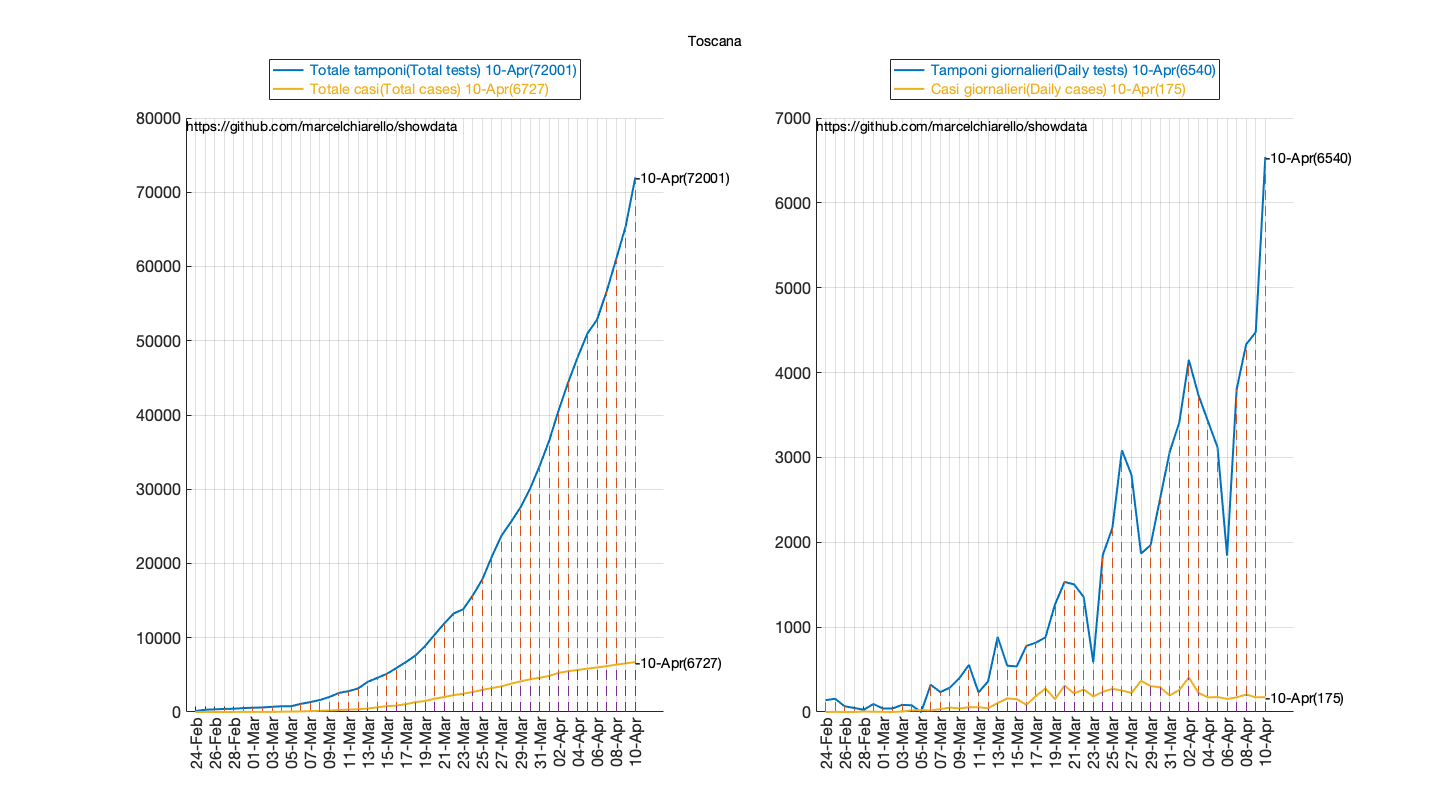 Toscana
Totale tamponi(Total tests) 10-Apr(72001)
Totale casi(Total cases) 10-Apr(6727)
80000
https://github.com/marcelchiarello/showdata
70000
60000
50000
40000
30000
20000
10000
0
10-Apr(72001)
10-Apr(6727)
24-Feb
26-Feb
28-Feb
01-Mar
03-Mar
05-Mar
07-Mar
09-Mar
11-Mar
13-Mar
15-Mar
17-Mar
19-Mar
21-Mar
23-Mar
25-Mar
27-Mar
29-Mar
31-Mar
02-Apr
04-Apr
06-Apr
08-Apr
10-Apr
Tamponi giornalieri(Daily tests) 10-Apr(6540)
Casi giornalieri(Daily cases) 10-Apr(175)
7000
https://github.com/marcelchiarello/showdata
6000
5000
4000
3000
2000
1000
0
10-Apr(6540)
10-Apr(175)
24-Feb
26-Feb
28-Feb
01-Mar
03-Mar
05-Mar
07-Mar
09-Mar
11-Mar
13-Mar
15-Mar
17-Mar
19-Mar
21-Mar
23-Mar
25-Mar
27-Mar
29-Mar
31-Mar
02-Apr
04-Apr
06-Apr
08-Apr
10-Apr